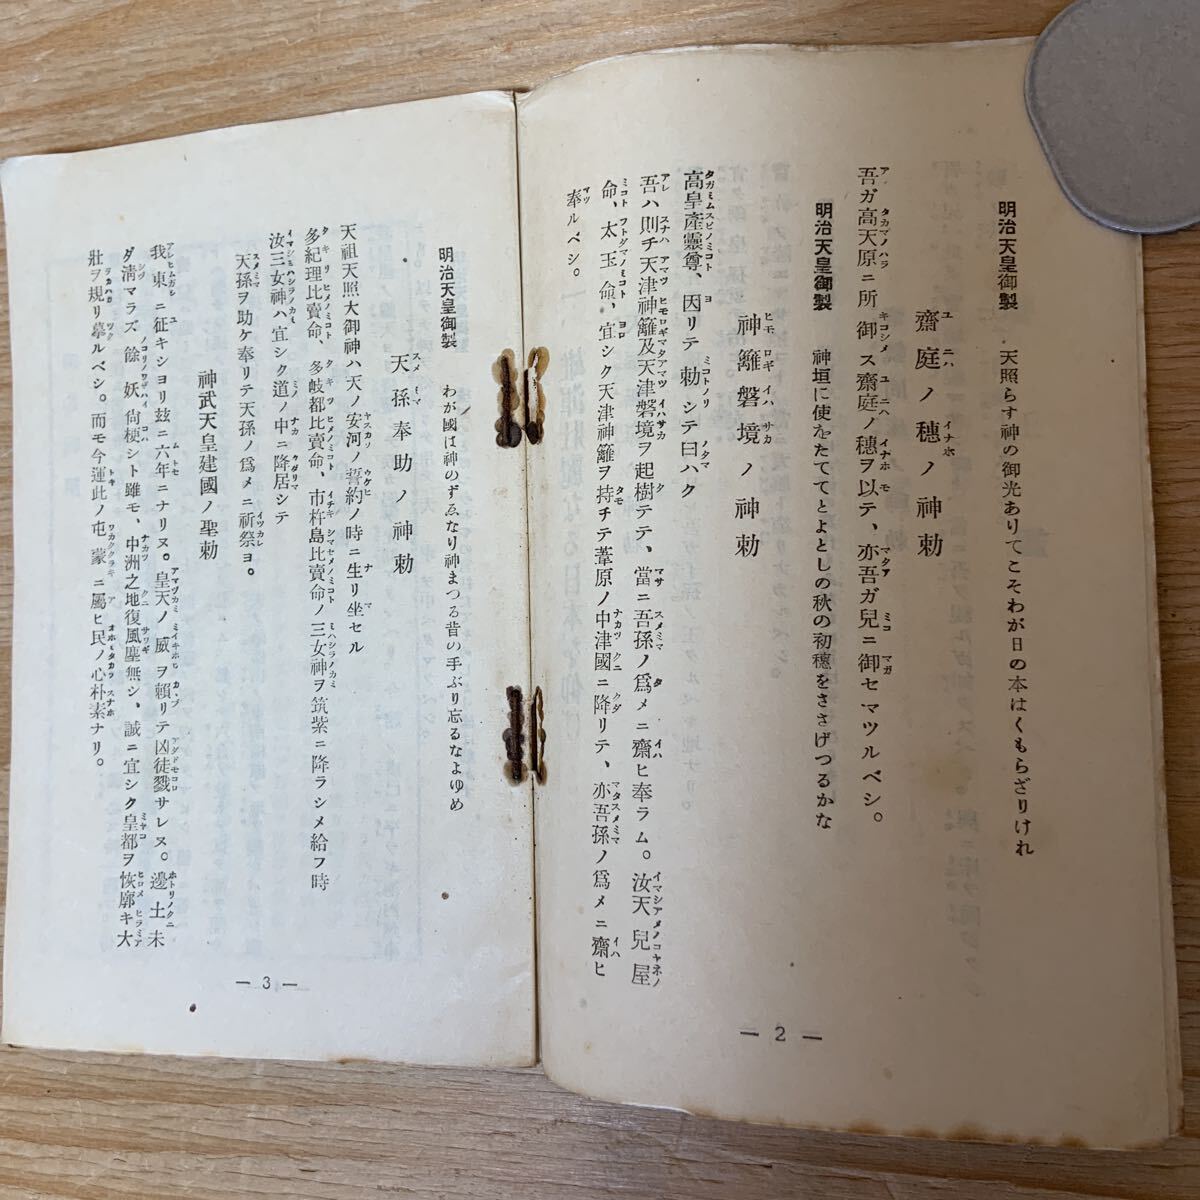 明治天皇御製　天照らす神の御光ありてこそわが日の本はくもらざりけれ
齋庭ノ穗ノ神勅
吾ガ高天原ニ所御ス齋庭ノ穗ヲ以テ、亦吾ガ兒ニ御セマツルベシ。
明治天皇御製　神垣に使をたててとよとしの秋の初穗をささげつるかな
神籬磐境ノ神勅
高皇產靈尊、因リテ勅シテ曰ハク
吾ハ則チ天津神籬及天津磐境ヲ起樹テテ、當ニ吾孫ノ爲メニ齋ヒ奉ラム。汝天兒屋
命、太玉命、宜シク天津神籬ヲ持チテ葦原ノ中津國ニ降リテ、亦吾孫ノ爲メニ齋ヒ
奉ルベシ。
— 2 —
明治天皇御製　わが國は神のすゑなり神まつる昔の手ぶり忘るなよゆめ
天孫奉助ノ神勅
天祖天照大御神ハ天ノ安河ノ誓約ノ時ニ生リ坐セル
多紀理比賣命、多岐都比賣命、市杵島比賣命ノ三女神ヲ筑紫ニ降ラシメ給フ時
汝三女神ハ宜シク道ノ中ニ降居シテ
天孫ヲ助ケ奉リテ天孫ノ爲メニ祈祭ヨ。
神武天皇建國ノ聖勅
我東ニ征キシヨリ玆ニ六年ニナリヌ。皇天ノ威ヲ賴リテ凶徒戮サレヌ。邊土未
ダ淸マラズ餘妖尙梗シト雖モ、中洲之地復風塵無シ、誠ニ宜シク皇都ヲ恢廓キ大
壯ヲ規リ摹ルベシ。而モ今運此ノ屯蒙ニ屬ヒ民ノ心朴素ナリ。
— 3 —